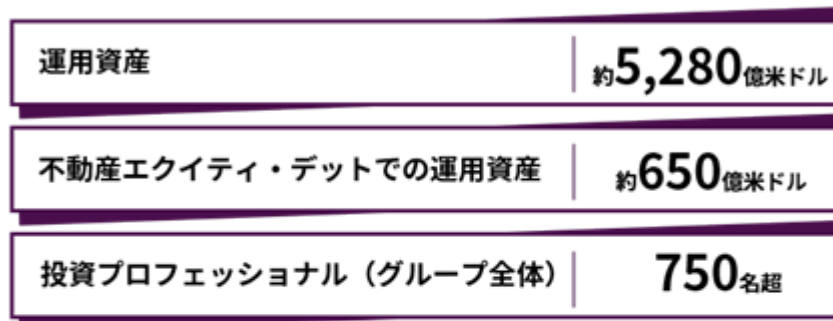 運用資産 約5,280億米ドル
不動産エクイティ・デットでの運用資産 約650億米ドル
投資プロフェッショナル（グループ全体） 750名超